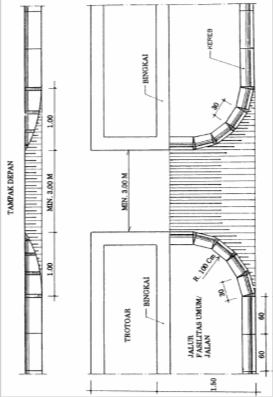 TAMPAK DEPAN
1.00
MIN. 3.00 M
1.00
TROTOAR
BINGKAI
MIN. 3.00 M
BINGKAI
JALUR
FASILITAS UMUM/
JALAN
R. 100 Cm
30
30
KEREB
60
60
1.50